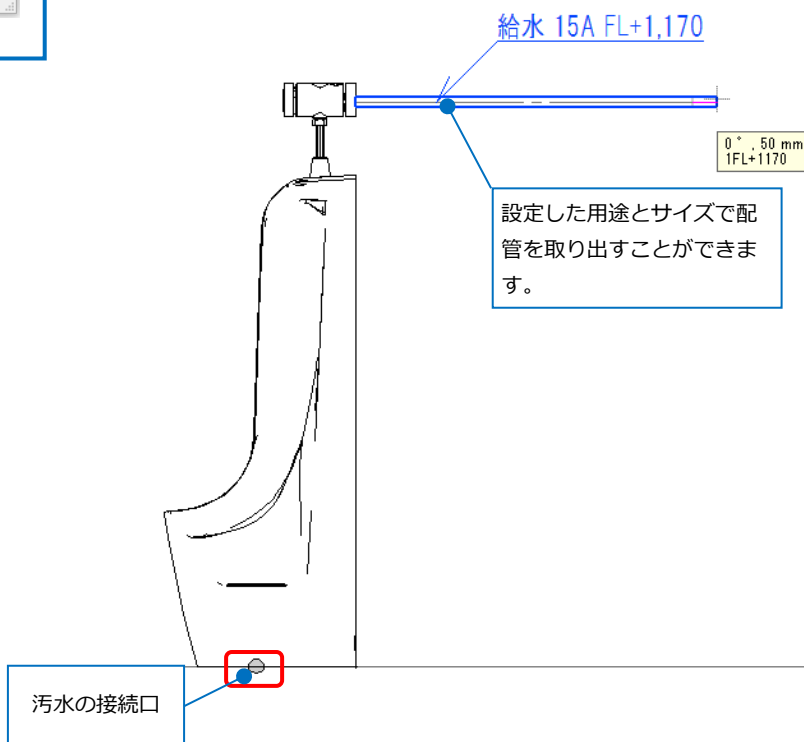 給水 15A FL+1,170
0°, 50 mm
1FL+1170
設定した用途とサイズで配
管を取り出すことができま
す。
汚水の接続口